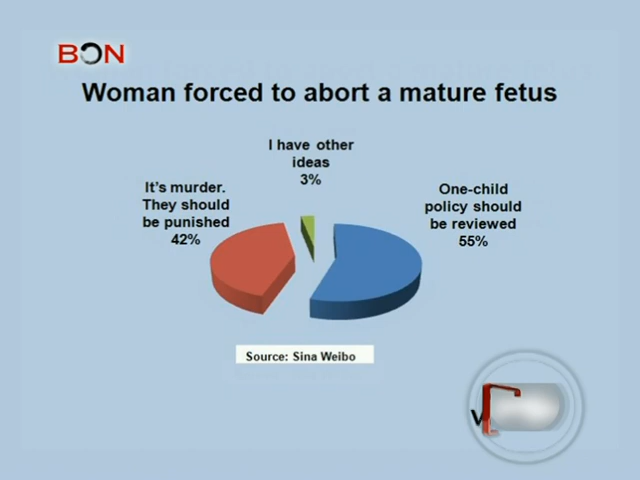 BON
Woman forced to abort a mature fetus
I have other
ideas
3%
It's murder.
They should
be punished
42%
One-child
policy should
be reviewed
55%
Source: Sina Weibo